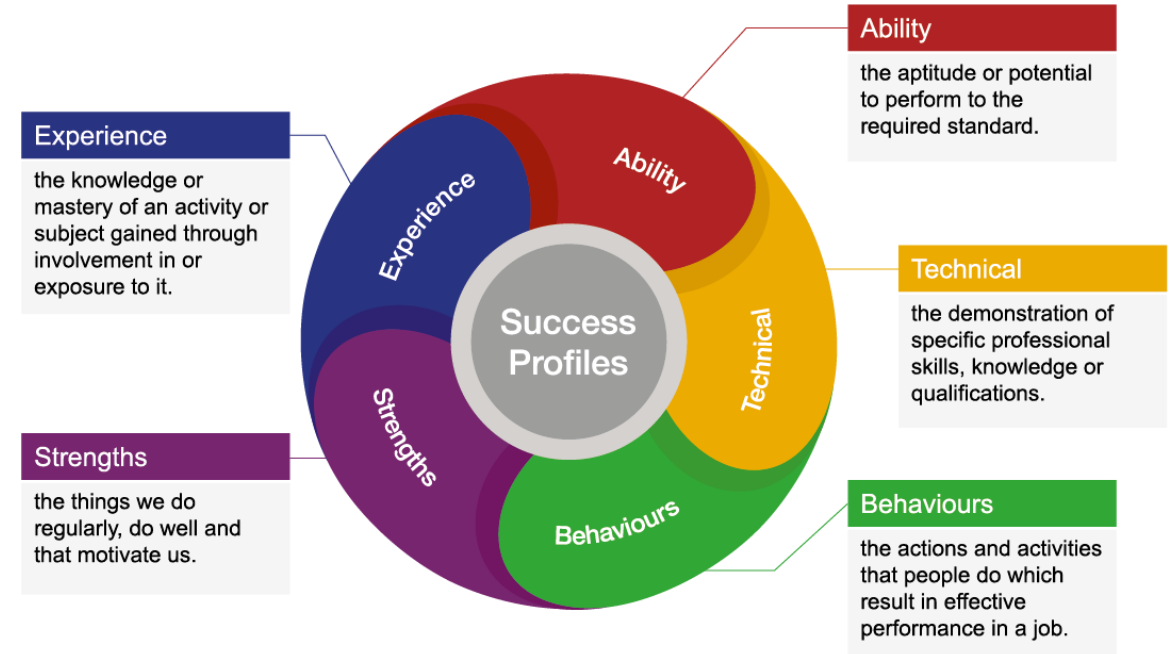 Ability
the aptitude or potential
to perform to the
required standard.
Experience
the knowledge or
mastery of an activity or
subject gained through
involvement in or
exposure to it.
Technical
the demonstration of
specific professional
skills, knowledge or
qualifications.
Strengths
the things we do
regularly, do well and
that motivate us.
Behaviours
the actions and activities
that people do which
result in effective
performance in a job.
Ability
Experience
Technical
Strengths
Behaviours
Success
Profiles